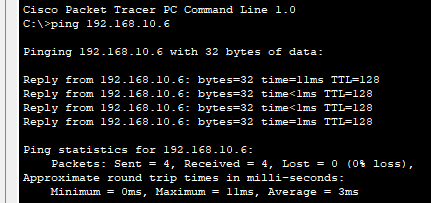 Cisco Packet Tracer PC Command Line 1.0
C:\>ping 192.168.10.6
Pinging 192.168.10.6 with 32 bytes of data:
Reply from 192.168.10.6: bytes=32 time=11ms TTL=128
Reply from 192.168.10.6: bytes=32 time<1ms TTL=128
Reply from 192.168.10.6: bytes=32 time<1ms TTL=128
Reply from 192.168.10.6: bytes=32 time=1ms TTL=128
Ping statistics for 192.168.10.6:
Packets: Sent = 4, Received = 4, Lost = 0 (0% loss),
Approximate round trip times in milli-seconds:
Minimum = 0ms, Maximum = 11ms, Average = 3ms